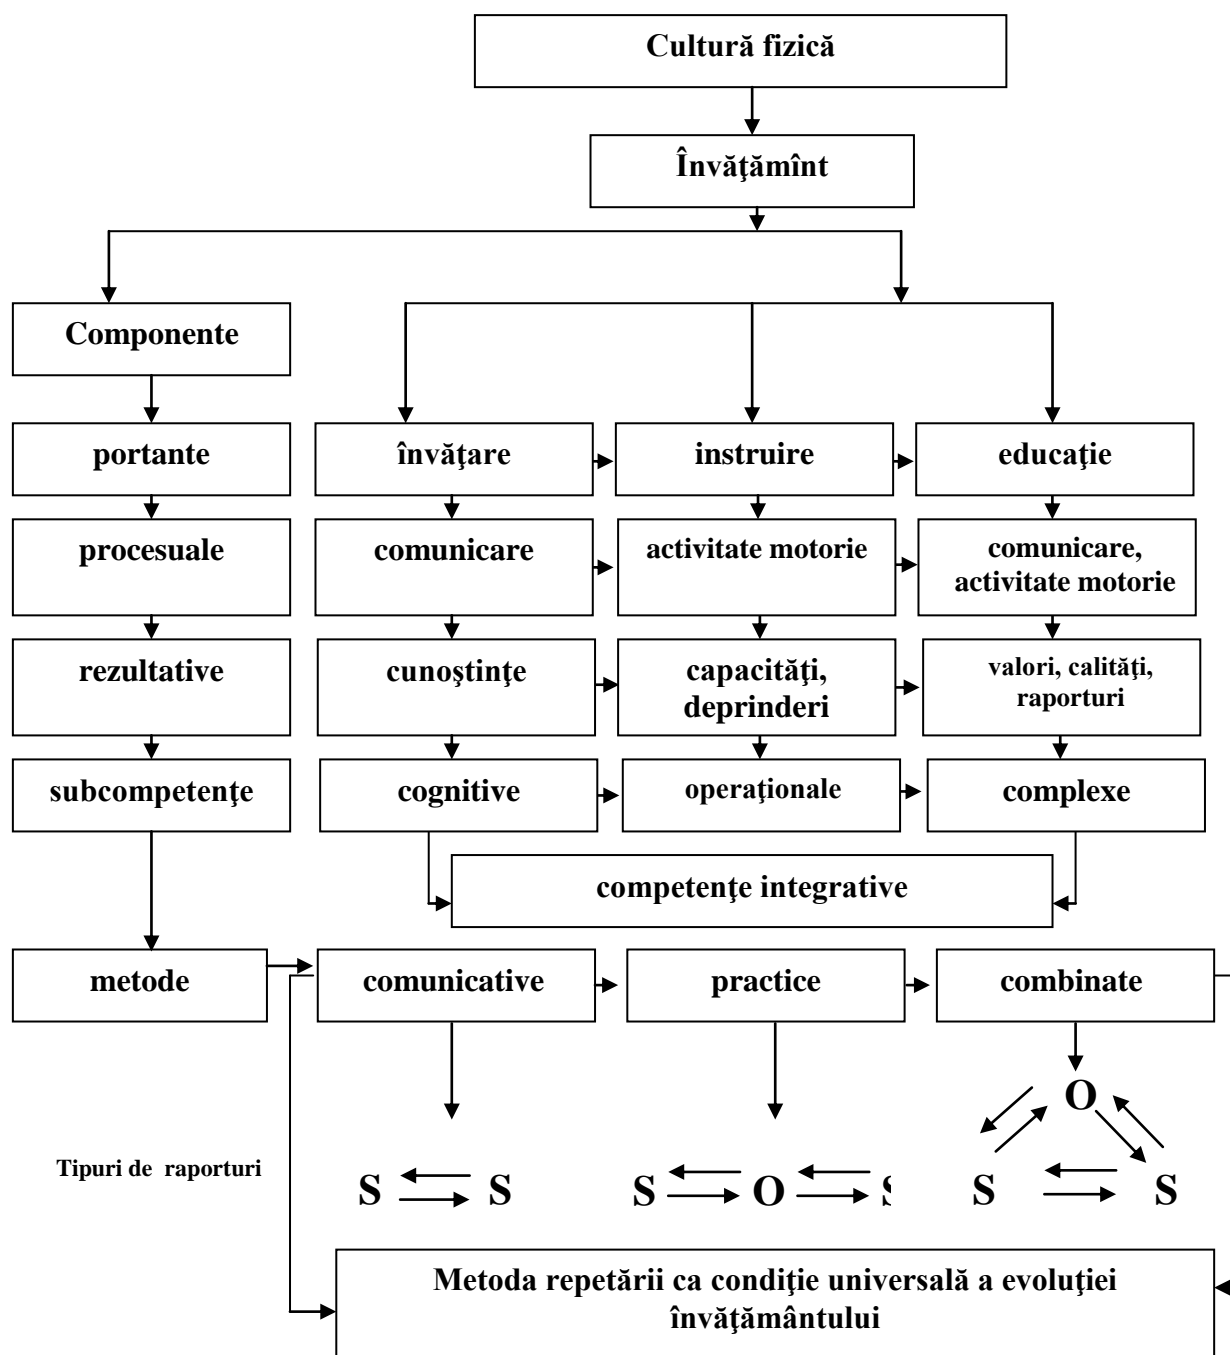 Cultură fizică
Învăţămînt
Componente
portante
învăţare
instruire
educaţie
procesuale
comunicare
activitate motorie
comunicare,
activitate motorie
rezultative
cunoştinţe
capacităţi,
deprinderi
valori, calităţi,
raporturi
subcompetenţe
cognitive
operaţionale
complexe
competenţe integrative
metode
comunicative
practice
combinate
Tipuri de raporturi
S S
S O S
O
S S
Metoda repetării ca condiţie universală a evoluţiei
învăţământului